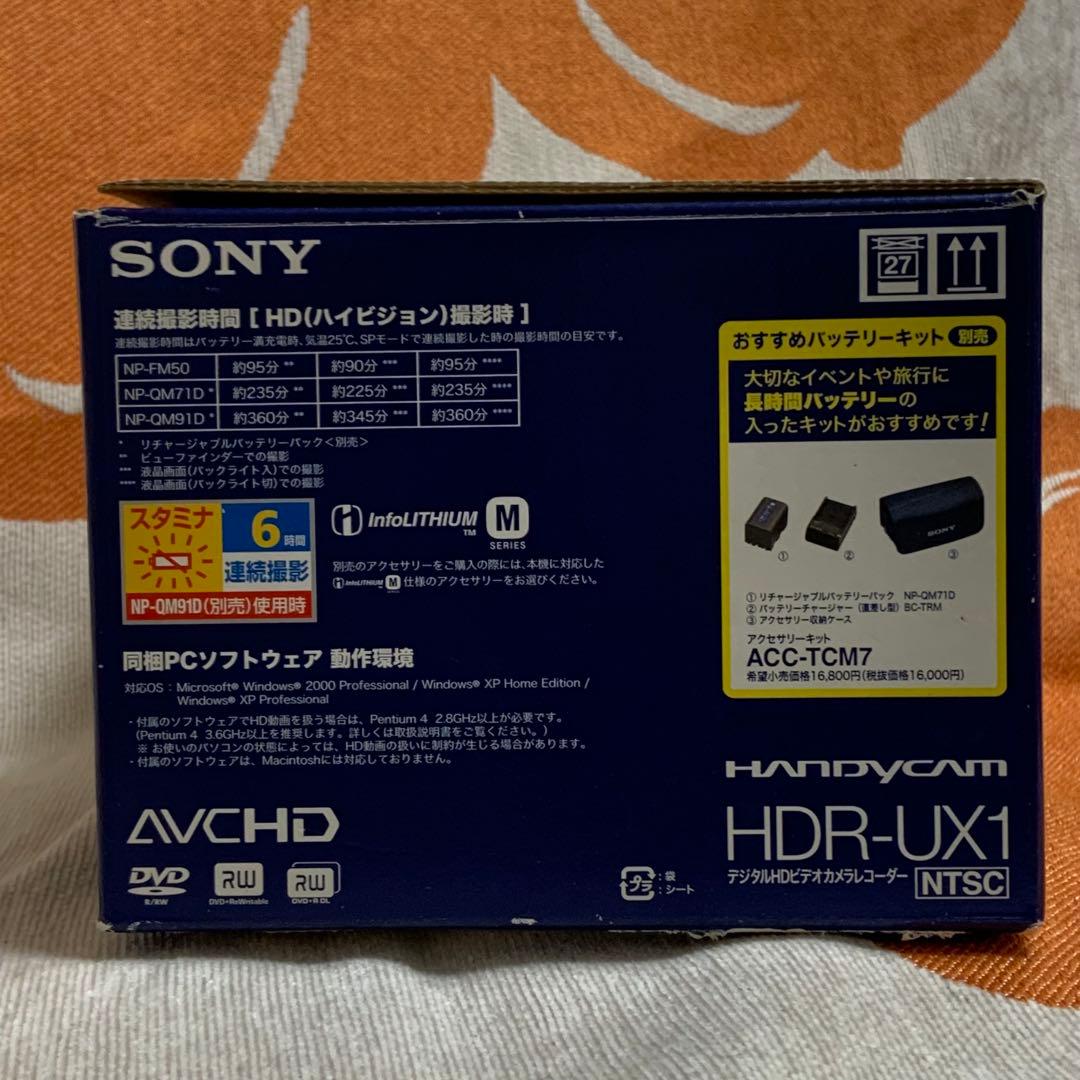 SONY
27
連続撮影時間 [ HD(ハイビジョン)撮影時 ]
連続撮影時間はバッテリー満充電時、気温25℃、SPモードで連続撮影した時の撮影時間の目安です。
NP-FM50 約95分 ** 約90分 *** 約95分 ****
NP-QM71D * 約235分 ** 約225分 *** 約235分 ****
NP-QM91D * 約360分 ** 約345分 *** 約360分 ****
* リチャージャブルバッテリーパック<別売>
** ビューファインダーでの撮影
*** 液晶画面(バックライト入)での撮影
**** 液晶画面(バックライト切)での撮影
スタミナ 6時間
連続撮影
NP-QM91D(別売)使用時
InfoLITHIUM TM M SERIES
別売のアクセサリーをご購入の際には、本機に対応した
InfoLITHIUM M SERIES 仕様のアクセサリーをお選びください。
同梱PCソフトウェア 動作環境
対応OS : Microsoft® Windows® 2000 Professional / Windows® XP Home Edition /
Windows® XP Professional
- 付属のソフトウェアでHD動画を扱う場合は、Pentium 4 2.8GHz以上が必要です。
(Pentium 4 3.6GHz以上を推奨します。詳しくは取扱説明書をご覧ください。)
※ お使いのパソコンの状態によっては、HD動画の扱いに制約が生じる場合があります。
- 付属のソフトウェアは、Macintoshには対応しておりません。
AVCHD
DVD R/RW
RW DVD+ReWritable
RW DVD+R DL
プラ : 袋
: シート
おすすめバッテリーキット 別売
大切なイベントや旅行に
長時間バッテリーの
入ったキットがおすすめです!
SONY
① ② ③
① リチャージャブルバッテリーパック NP-QM71D
② バッテリーチャージャー (直差し型) BC-TRM
③ アクセサリー収納ケース
アクセサリーキット
ACC-TCM7
希望小売価格16,800円(税抜価格16,000円)
HANDYCAM
HDR-UX1
デジタルHDビデオカメラレコーダー NTSC